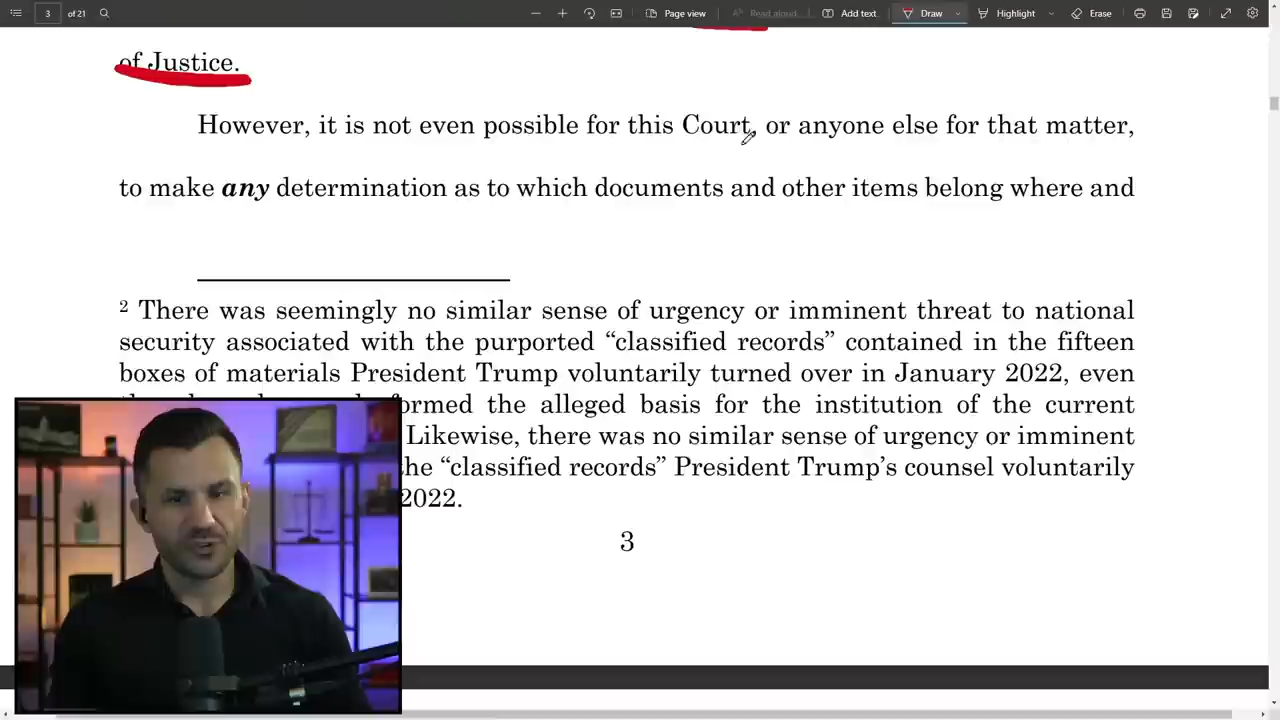 3 of 21 Page view Read aloud Add text Draw Highlight Erase
of Justice.
However, it is not even possible for this Court, or anyone else for that matter,
to make any determination as to which documents and other items belong where and
2 There was seemingly no similar sense of urgency or imminent threat to national
security associated with the purported “classified records” contained in the fifteen
boxes of materials President Trump voluntarily turned over in January 2022, even
formed the alleged basis for the institution of the current
Likewise, there was no similar sense of urgency or imminent
the “classified records” President Trump’s counsel voluntarily
2022.
3